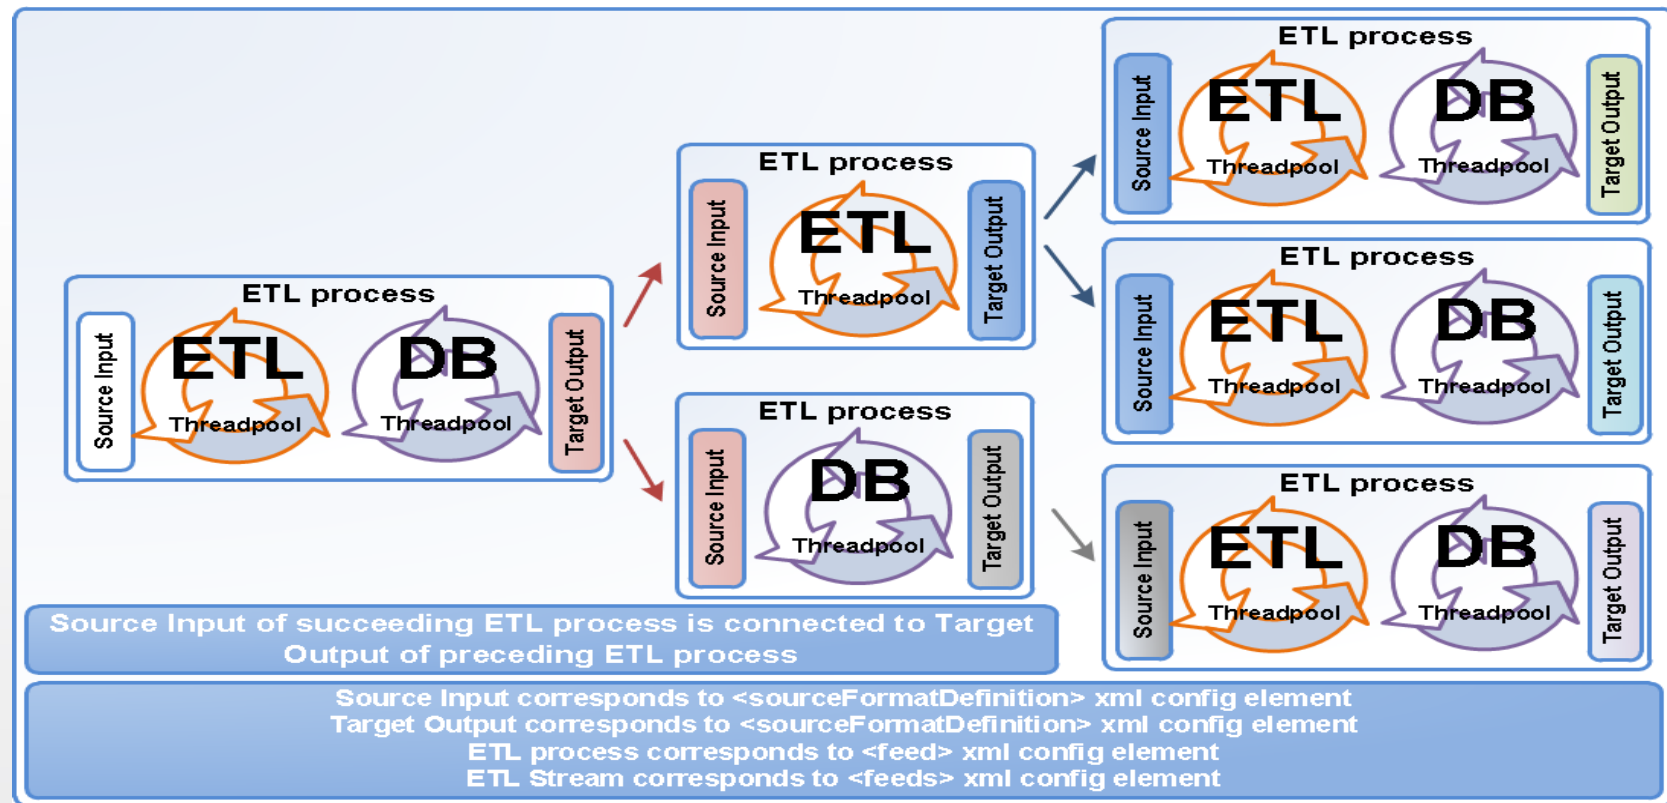 ETL process
Source Input
ETL
Threadpool
DB
Threadpool
Target Output
ETL process
Source Input
ETL
Threadpool
Target Output
ETL process
Source Input
DB
Threadpool
Target Output
ETL process
Source Input
ETL
Threadpool
DB
Threadpool
Target Output
ETL process
Source Input
ETL
Threadpool
DB
Threadpool
Target Output
ETL process
Source Input
ETL
Threadpool
DB
Threadpool
Target Output
Source Input of succeeding ETL process is connected to Target
Output of preceding ETL process
Source Input corresponds to <sourceFormatDefinition> xml config element
Target Output corresponds to <sourceFormatDefinition> xml config element
ETL process corresponds to <feed> xml config element
ETL Stream corresponds to <feeds> xml config element